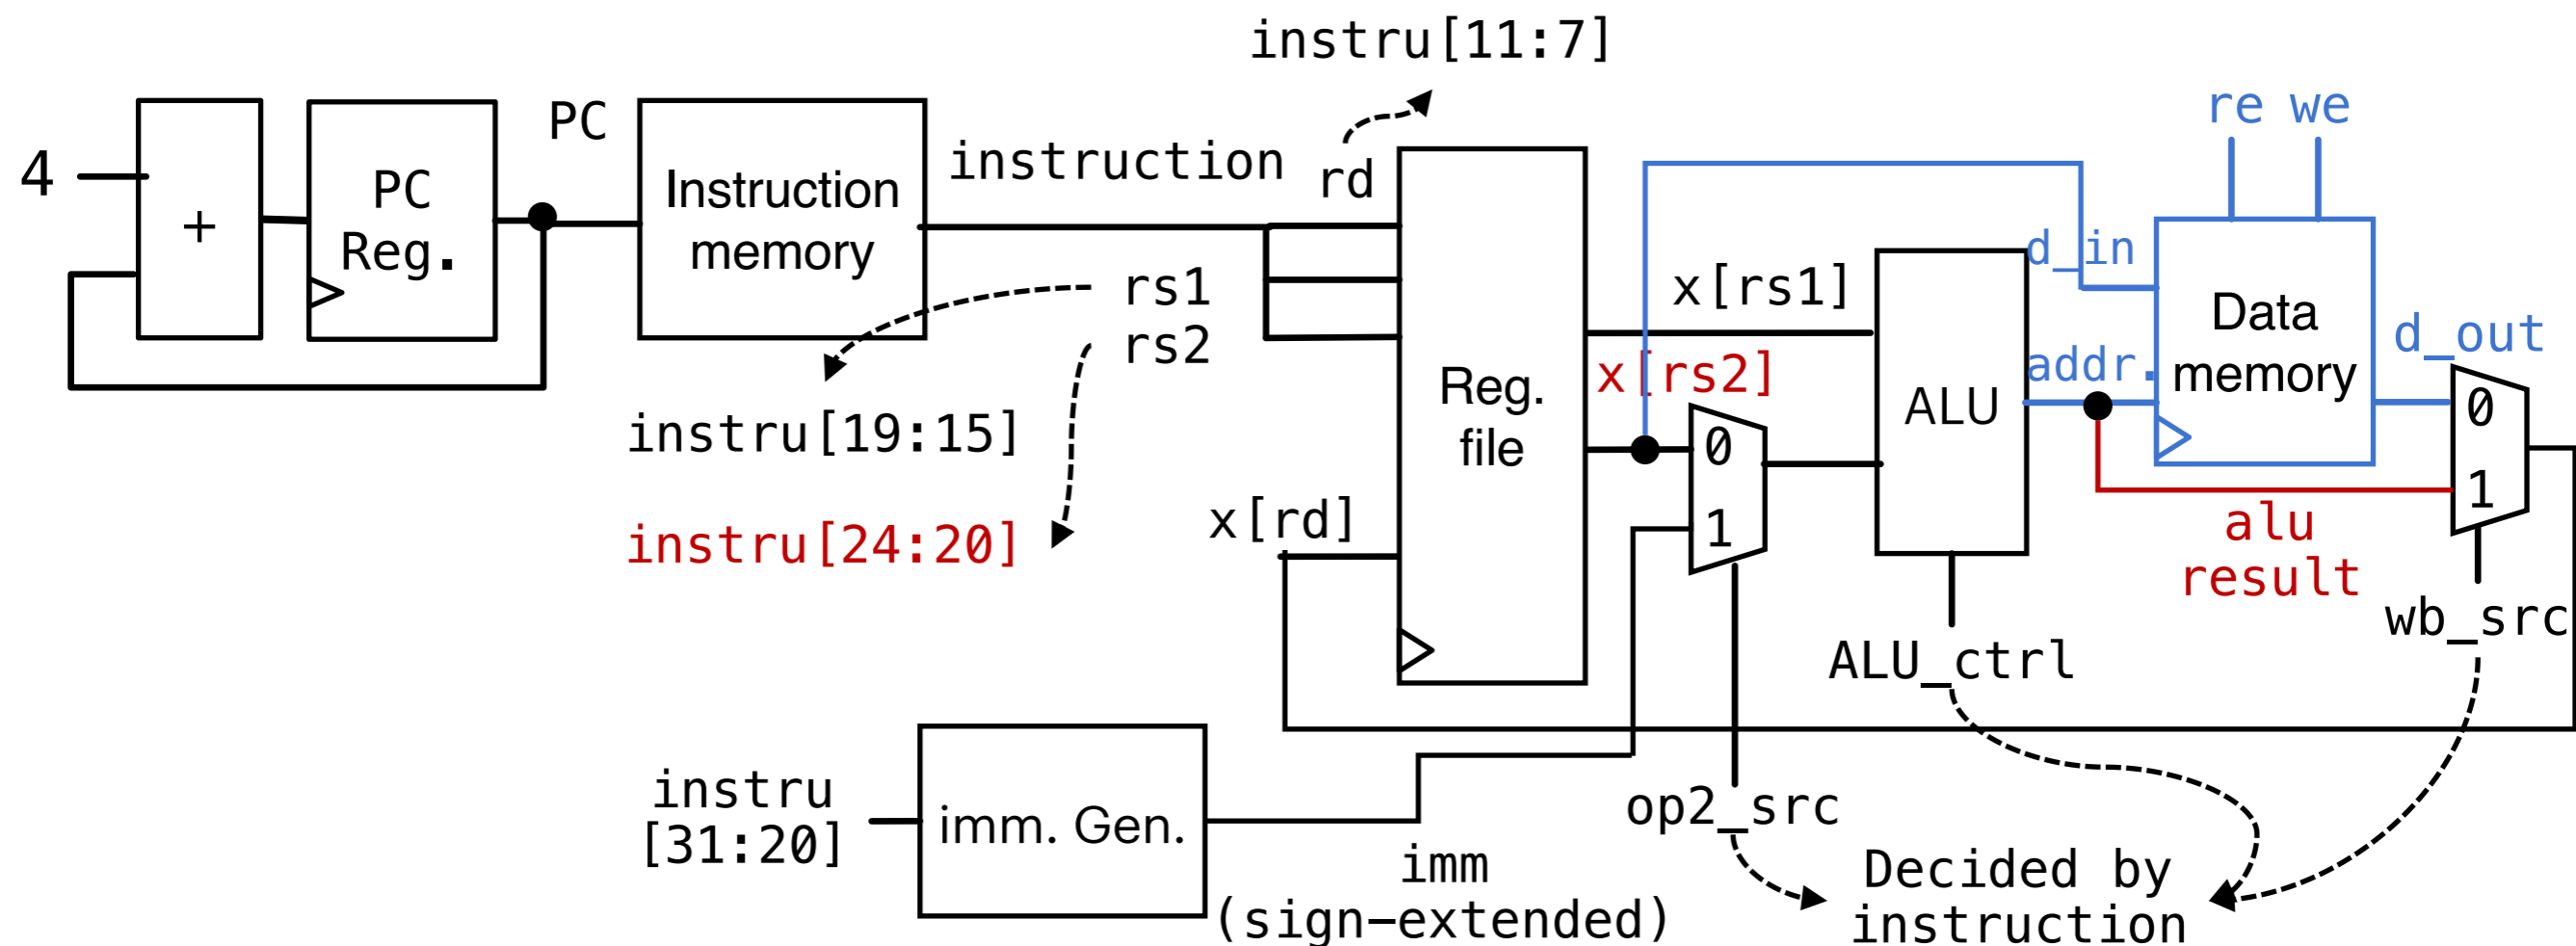 instru[11:7]
re we
PC
4
+
PC
Reg.
Instruction
memory
instruction
rd
rs1
rs2
instru[19:15]
instru[24:20]
x[rd]
Reg.
file
x[rs1]
x[rs2]
0
1
ALU
d_in
addr.
Data
memory
d_out
0
1
alu
result
wb_src
ALU_ctrl
instru
[31:20]
imm. Gen.
imm
(sign-extended)
op2_src
Decided by
instruction